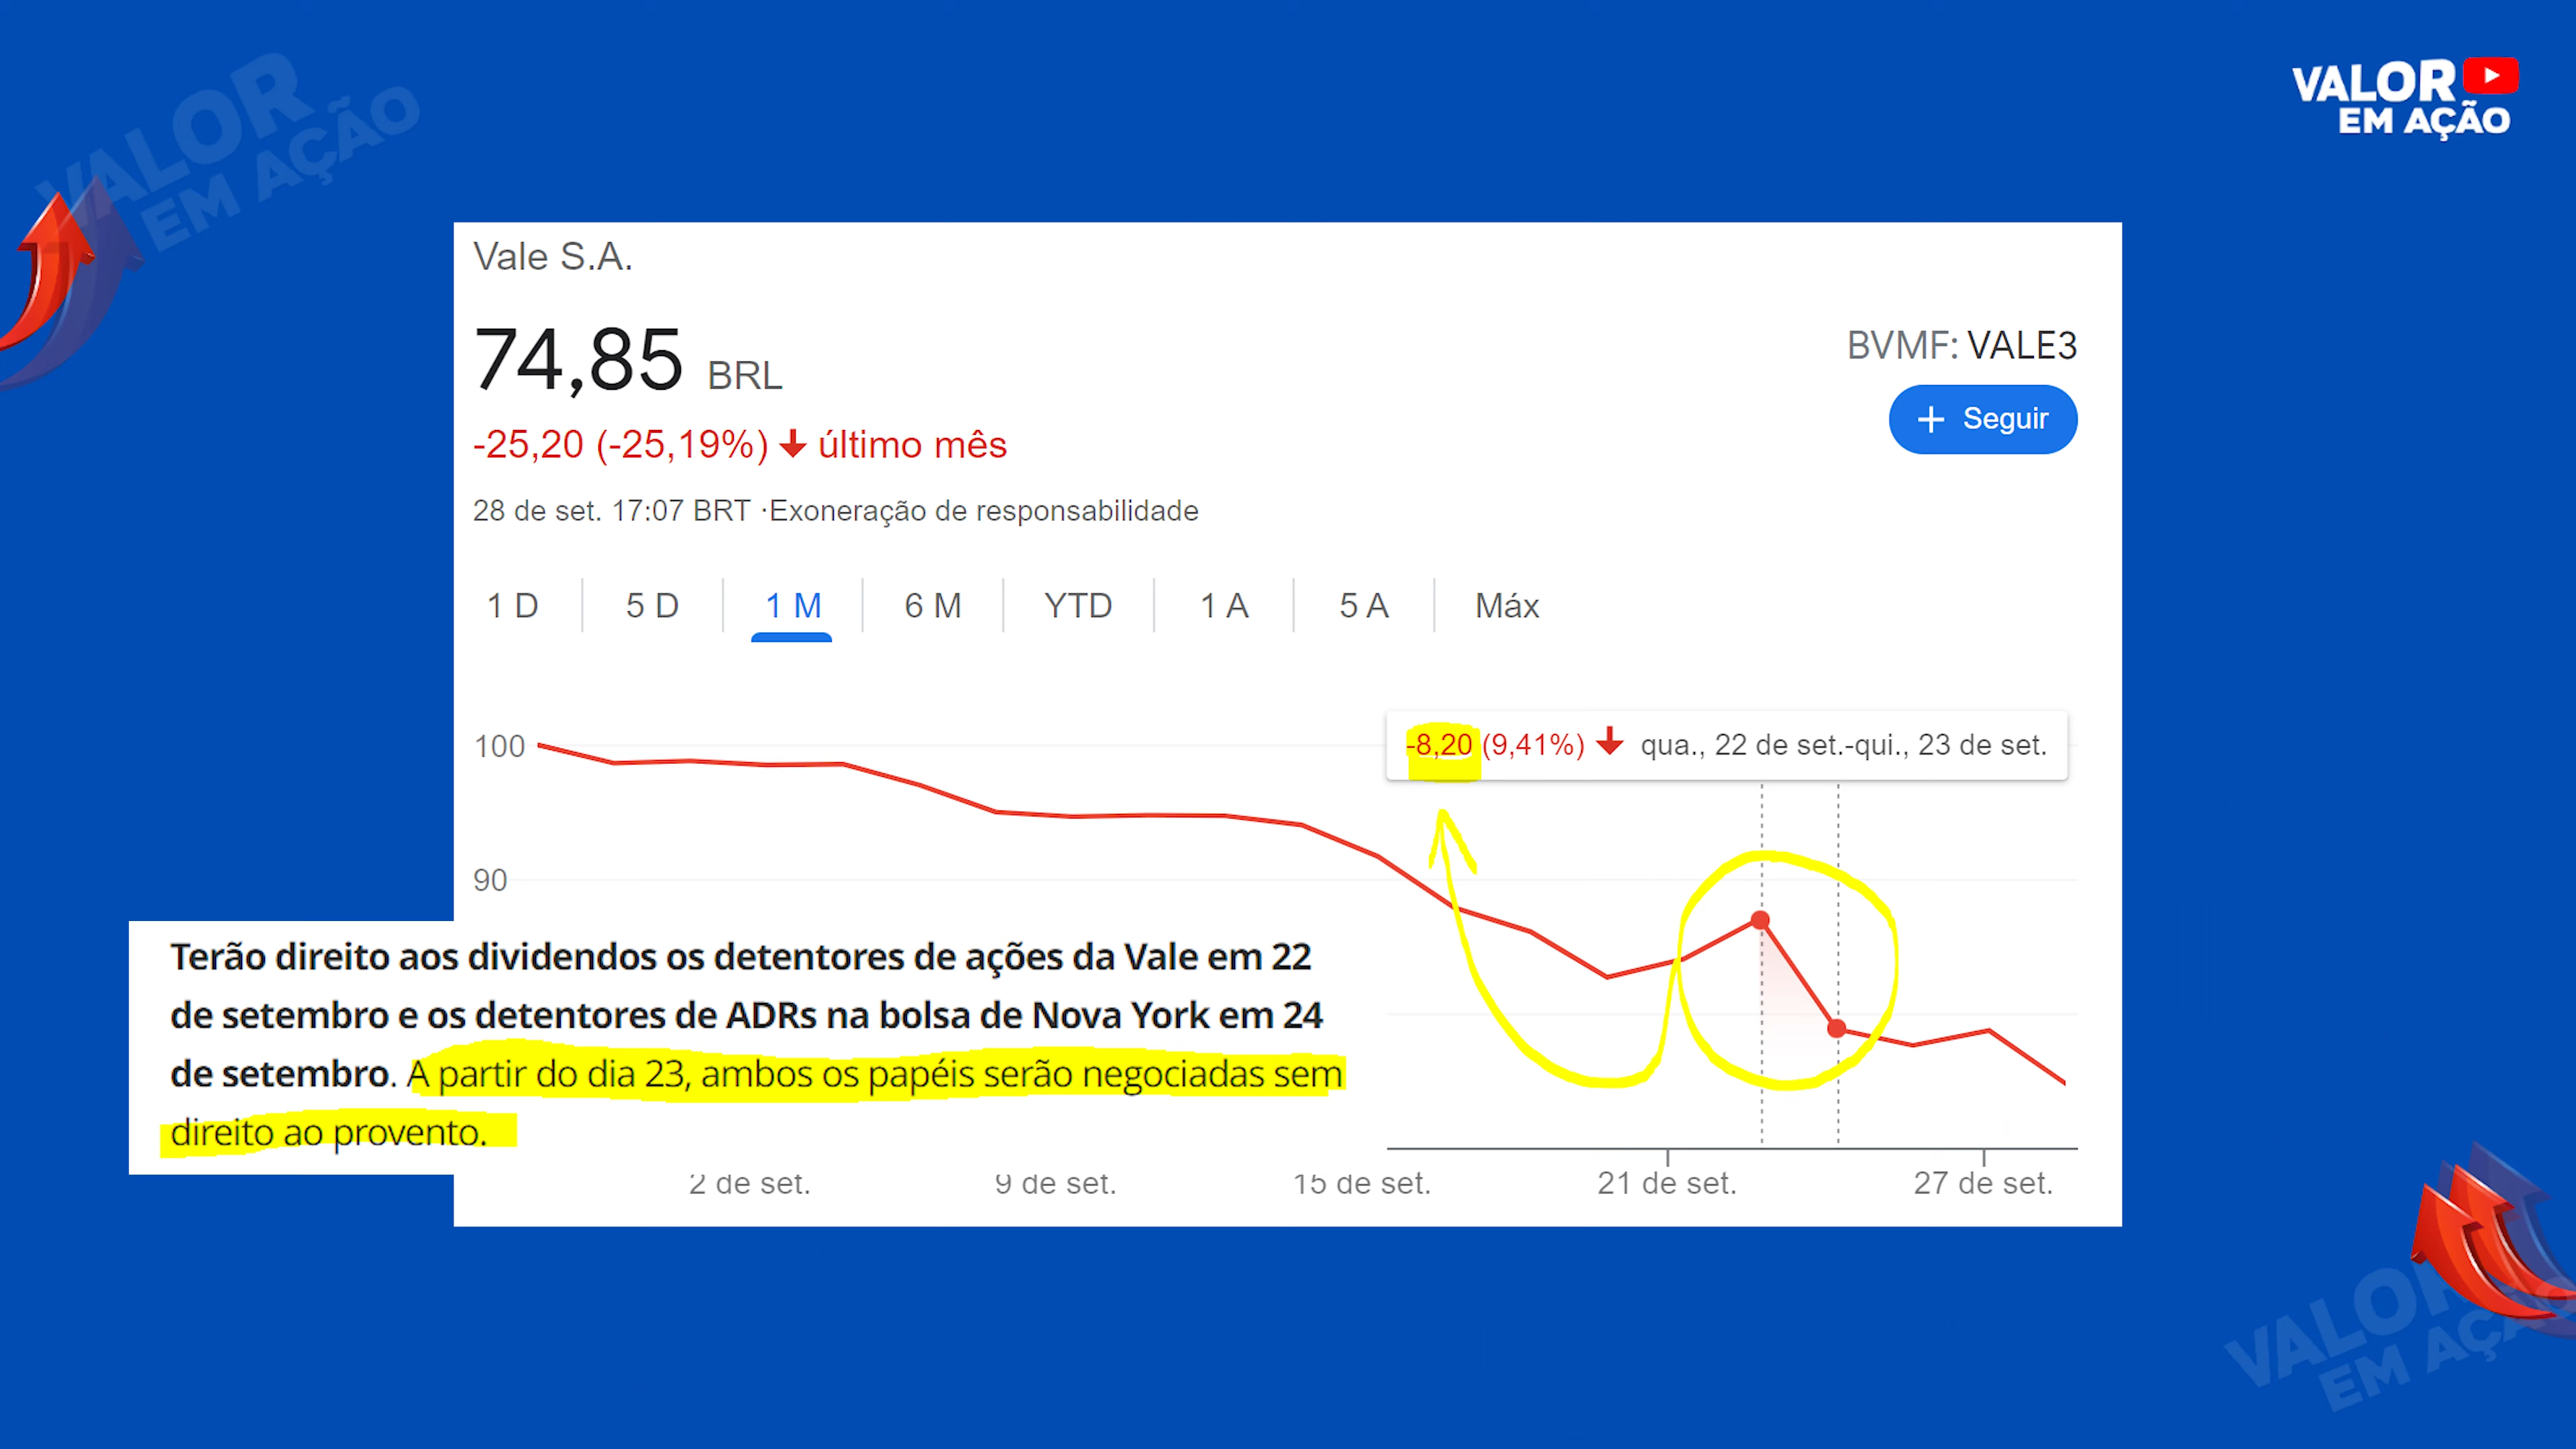 VALOR
EM AÇÃO
VALOR
EM AÇÃO
Vale S.A.
74,85 BRL
BVMF: VALE3
+ Seguir
-25,20 (-25,19%) ↓ último mês
28 de set. 17:07 BRT ·Exoneração de responsabilidade
1 D 5 D 1 M 6 M YTD 1 A 5 A Máx
-8,20 (9,41%) ↓ qua., 22 de set.-qui., 23 de set.
100
90
Terão direito aos dividendos os detentores de ações da Vale em 22
de setembro e os detentores de ADRs na bolsa de Nova York em 24
de setembro. A partir do dia 23, ambos os papéis serão negociadas sem
direito ao provento.
2 de set. 9 de set. 15 de set. 21 de set. 27 de set.
VALOR
EM AÇÃO